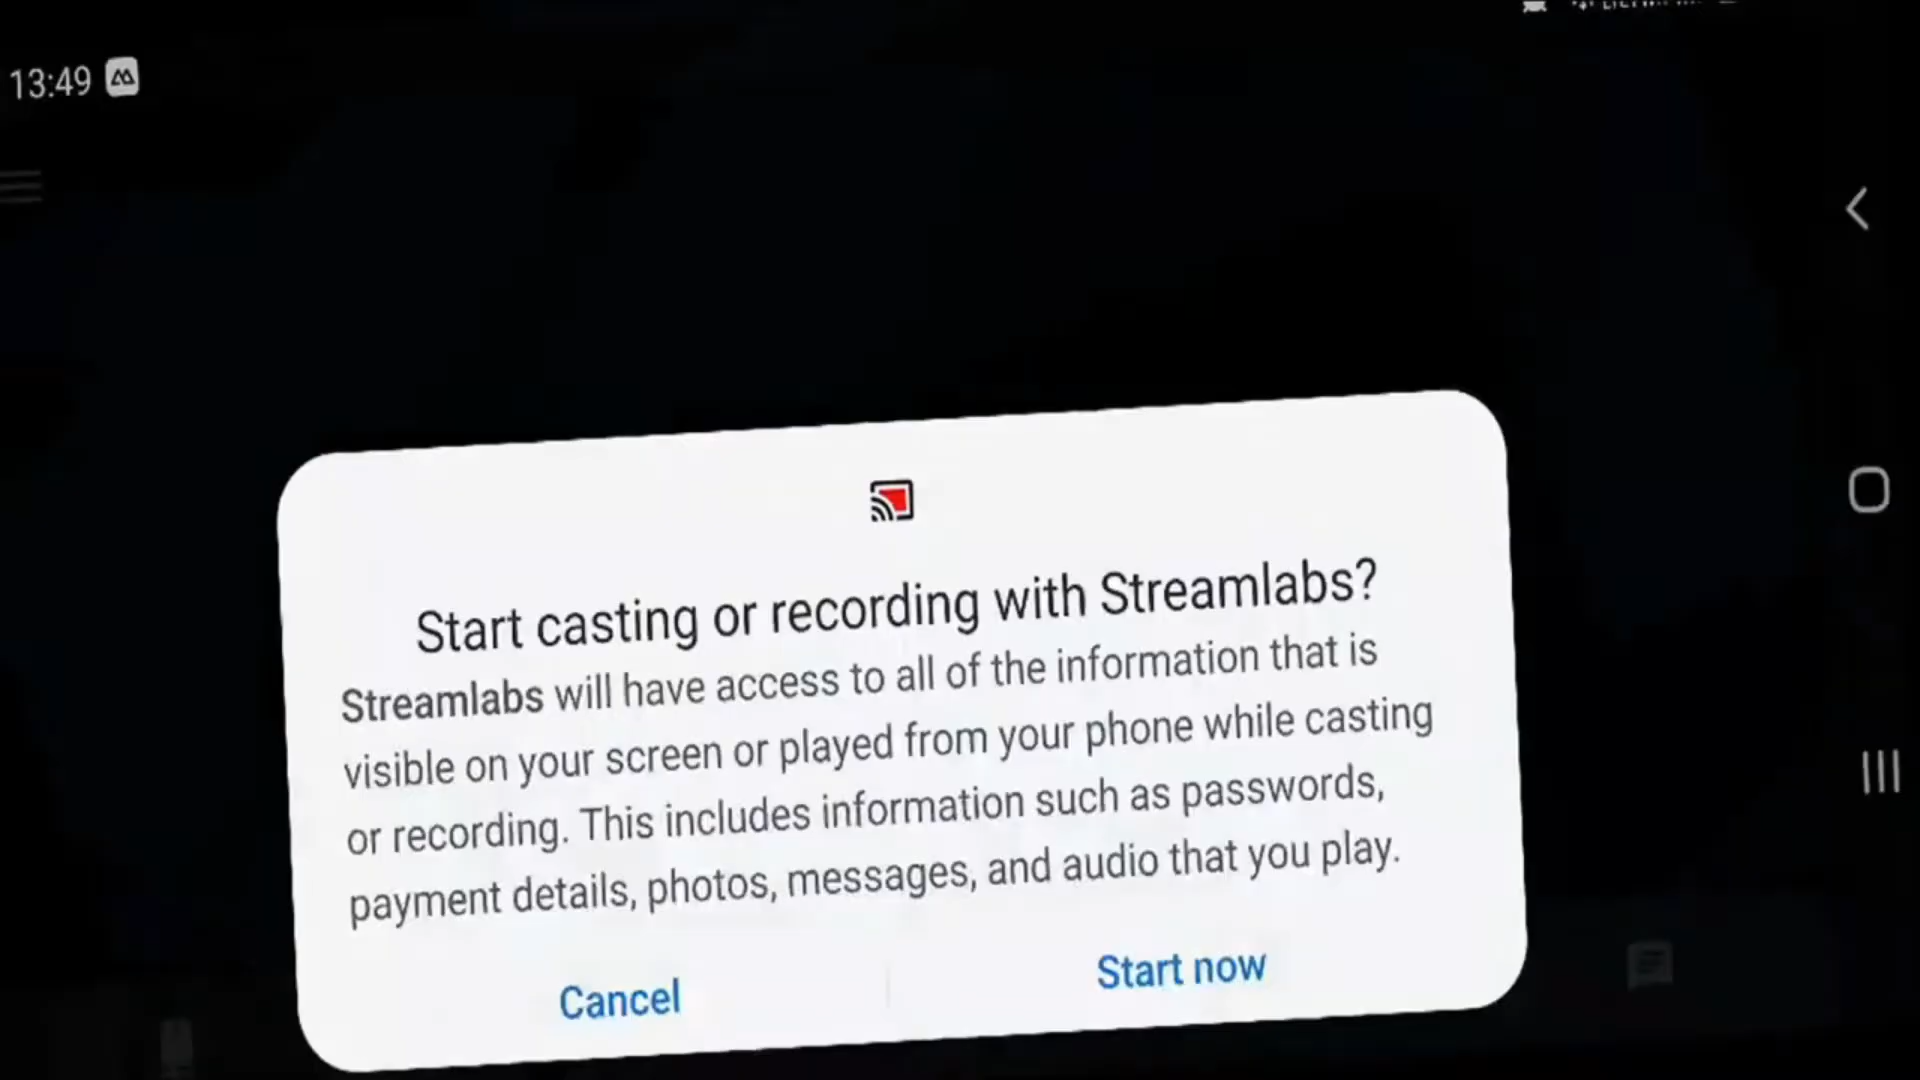 13:49
Start casting or recording with Streamlabs?
Streamlabs will have access to all of the information that is
visible on your screen or played from your phone while casting
or recording. This includes information such as passwords,
payment details, photos, messages, and audio that you play.
Cancel
Start now